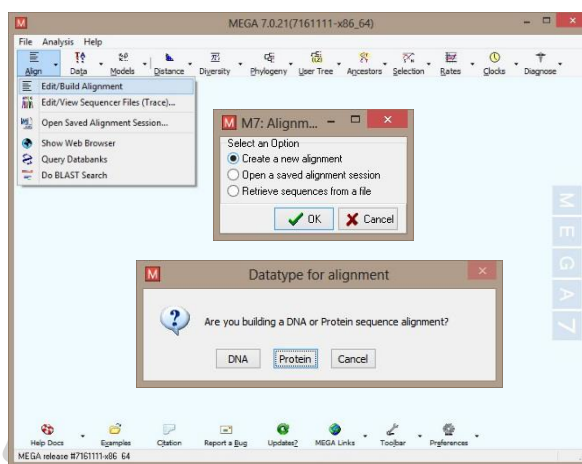 MEGA 7.0.21(7161111-x86_64)
File Analysis Help
Align Data Models Distance Diversity Phylogeny User Tree Ancestors Selection Rates Clocks Diagnose
Edit/Build Alignment
Edit/View Sequencer Files (Trace)...
Open Saved Alignment Session...
Show Web Browser
Query Databanks
Do BLAST Search
M7: Alignm...
Select an Option
Create a new alignment
Open a saved alignment session
Retrieve sequences from a file
OK Cancel
MEGA7
Datatype for alignment
Are you building a DNA or Protein sequence alignment?
DNA Protein Cancel
Help Docs Examples Citation Report a Bug Updates? MEGA Links Toolbar Preferences
MEGA release #7161111-x86_64